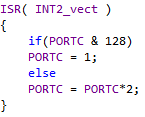 ISR( INT2_vect )
{
if(PORTC & 128)
PORTC = 1;
else
PORTC = PORTC*2;
}